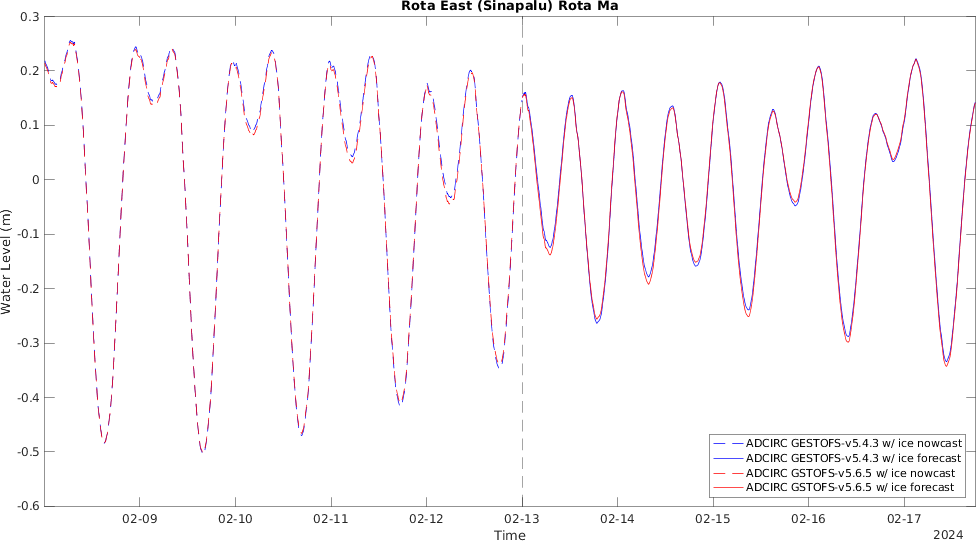 Rota East (Sinapalu) Rota Ma
0.3
0.2
0.1
0
-0.1
-0.2
-0.3
-0.4
-0.5
-0.6
Water Level (m)
ADCIRC GESTOFS-v5.4.3 w/ ice nowcast
ADCIRC GESTOFS-v5.4.3 w/ ice forecast
ADCIRC GSTOFS-v5.6.5 w/ ice nowcast
ADCIRC GSTOFS-v5.6.5 w/ ice forecast
02-09 02-10 02-11 02-12 02-13 02-14 02-15 02-16 02-17
Time
2024